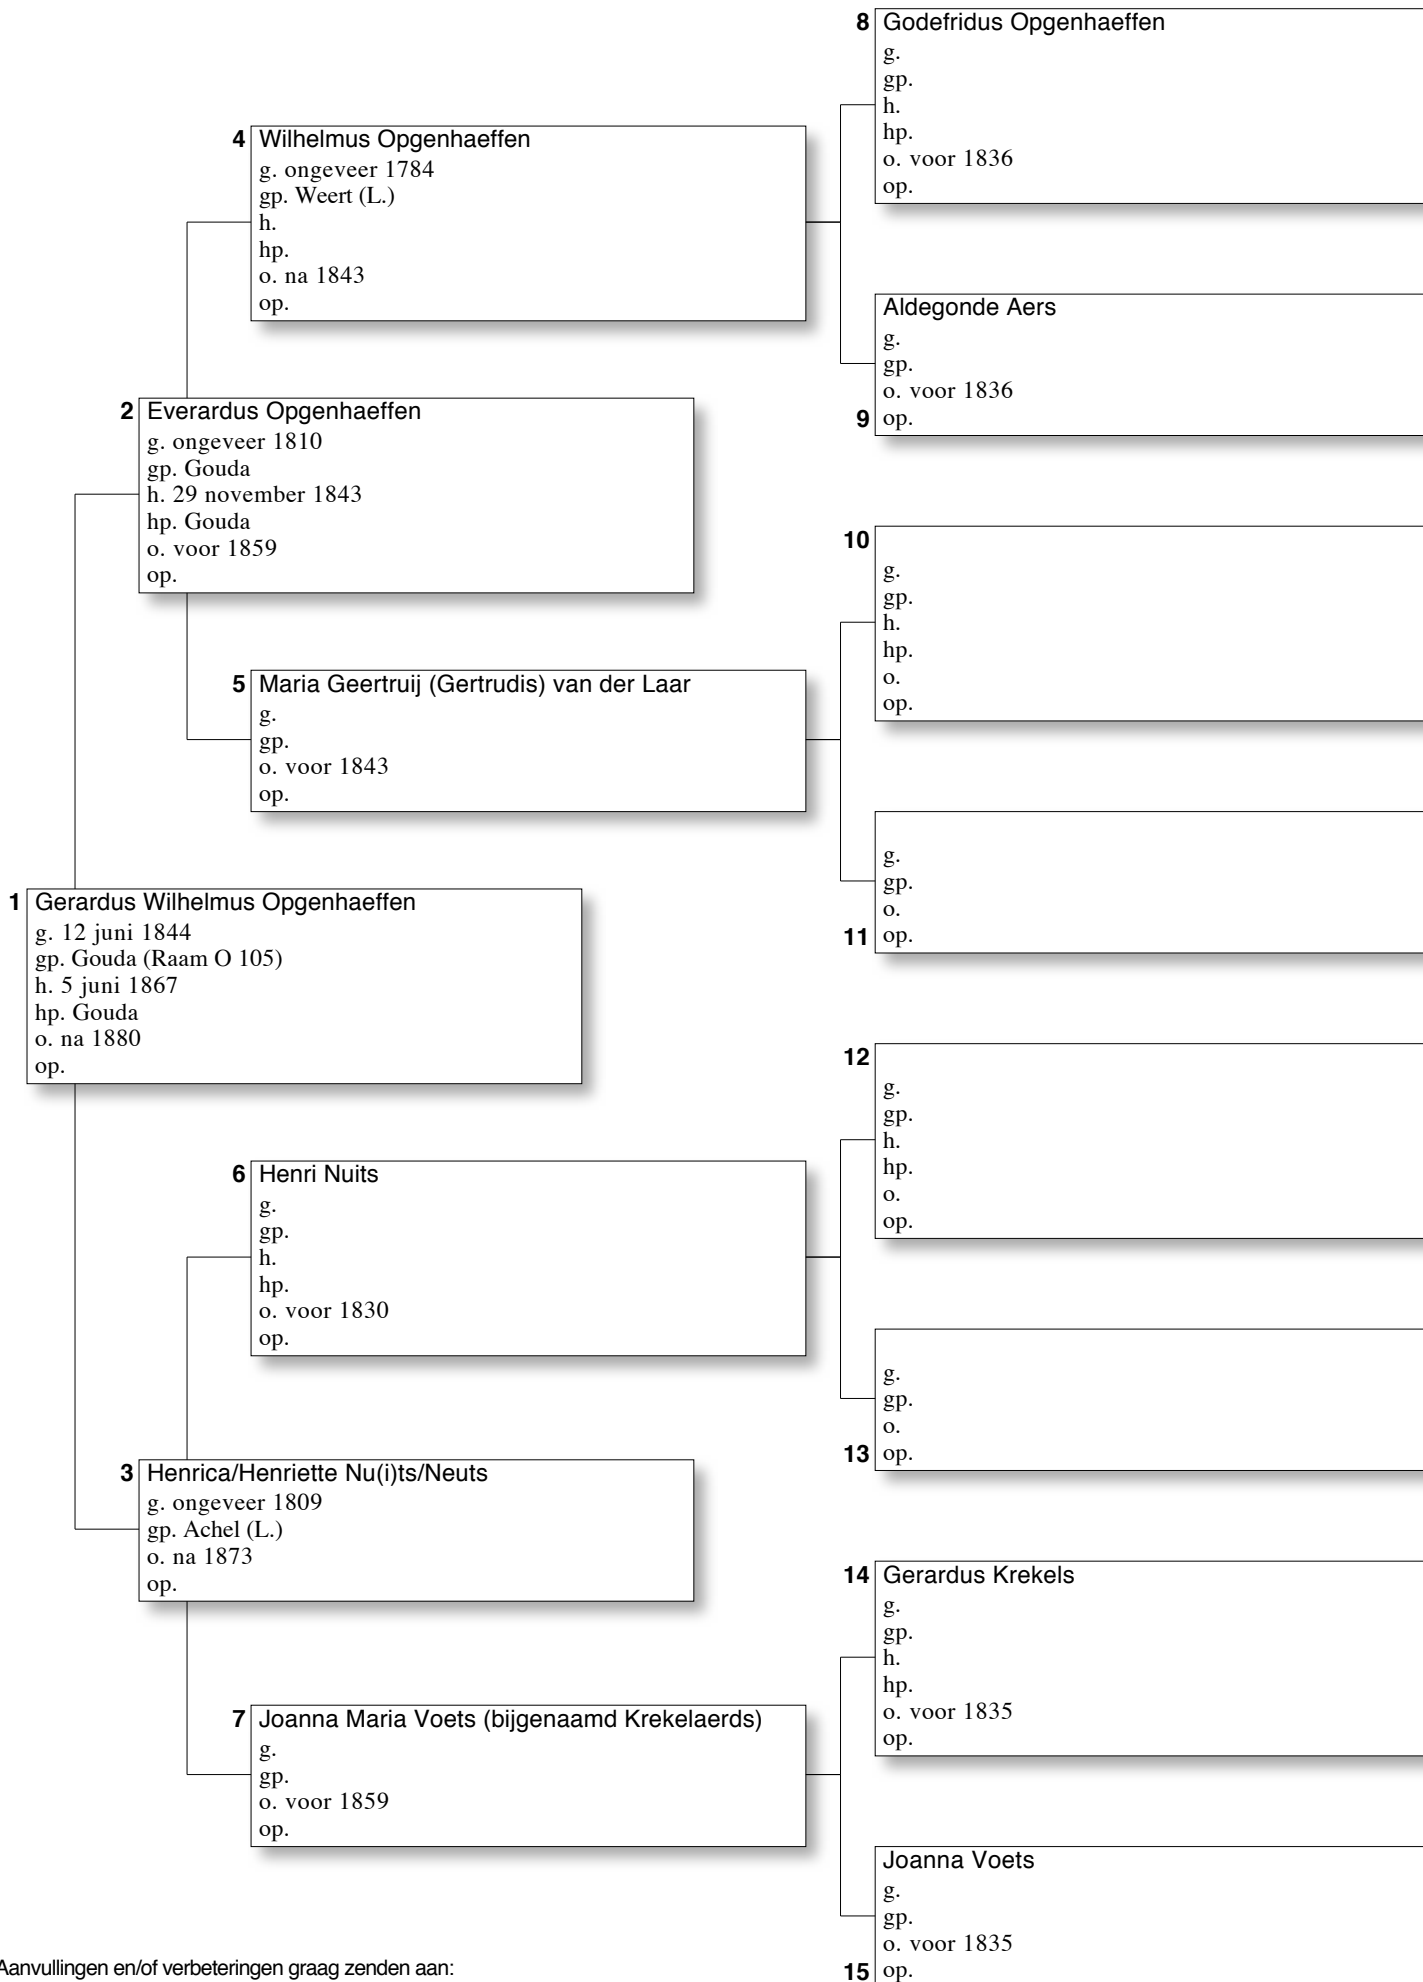 8 Godefridus Opgenhaeffen
g.
gp.
h.
hp.
o. voor 1836
op.
4 Wilhelmus Opgenhaeffen
g. ongeveer 1784
gp. Weert (L.)
h.
hp.
o. na 1843
op.
Aldegonde Aers
g.
gp.
o. voor 1836
9 op.
2 Everardus Opgenhaeffen
g. ongeveer 1810
gp. Gouda
h. 29 november 1843
hp. Gouda
o. voor 1859
op.
10
g.
gp.
h.
hp.
o.
op.
5 Maria Geertruij (Gertrudis) van der Laar
g.
gp.
o. voor 1843
op.
g.
gp.
o.
11 op.
1 Gerardus Wilhelmus Opgenhaeffen
g. 12 juni 1844
gp. Gouda (Raam O 105)
h. 5 juni 1867
hp. Gouda
o. na 1880
op.
12
g.
gp.
h.
hp.
o.
op.
6 Henri Nuits
g.
gp.
h.
hp.
o. voor 1830
op.
g.
gp.
o.
13 op.
3 Henrica/Henriette Nu(i)ts/Neuts
g. ongeveer 1809
gp. Achel (L.)
o. na 1873
op.
14 Gerardus Krekels
g.
gp.
h.
hp.
o. voor 1835
op.
7 Joanna Maria Voets (bijgenaamd Krekelaerds)
g.
gp.
o. voor 1859
op.
Joanna Voets
g.
gp.
o. voor 1835
15 op.
Aanvullingen en/of verbeteringen graag zenden aan: